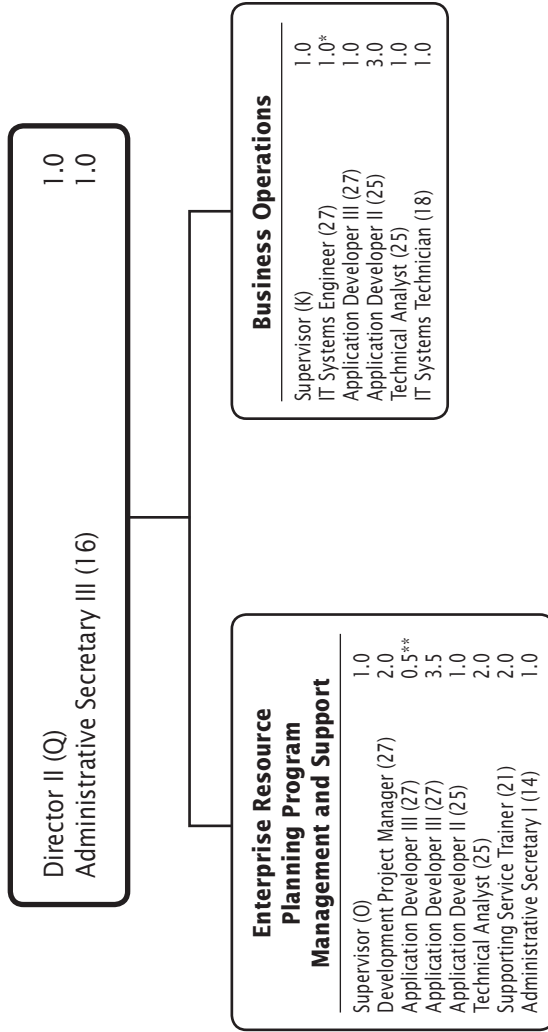 Director II (Q) 1.0
Administrative Secretary III (16) 1.0
Enterprise Resource
Planning Program
Management and Support
Supervisor (O) 1.0
Development Project Manager (27) 2.0
Application Developer III (27) 0.5**
Application Developer III (27) 3.5
Application Developer II (25) 1.0
Technical Analyst (25) 2.0
Supporting Service Trainer (21) 2.0
Administrative Secretary I (14) 1.0
Business Operations
Supervisor (K) 1.0
IT Systems Engineer (27) 1.0*
Application Developer III (27) 1.0
Application Developer II (25) 3.0
Technical Analyst (25) 1.0
IT Systems Technician (18) 1.0